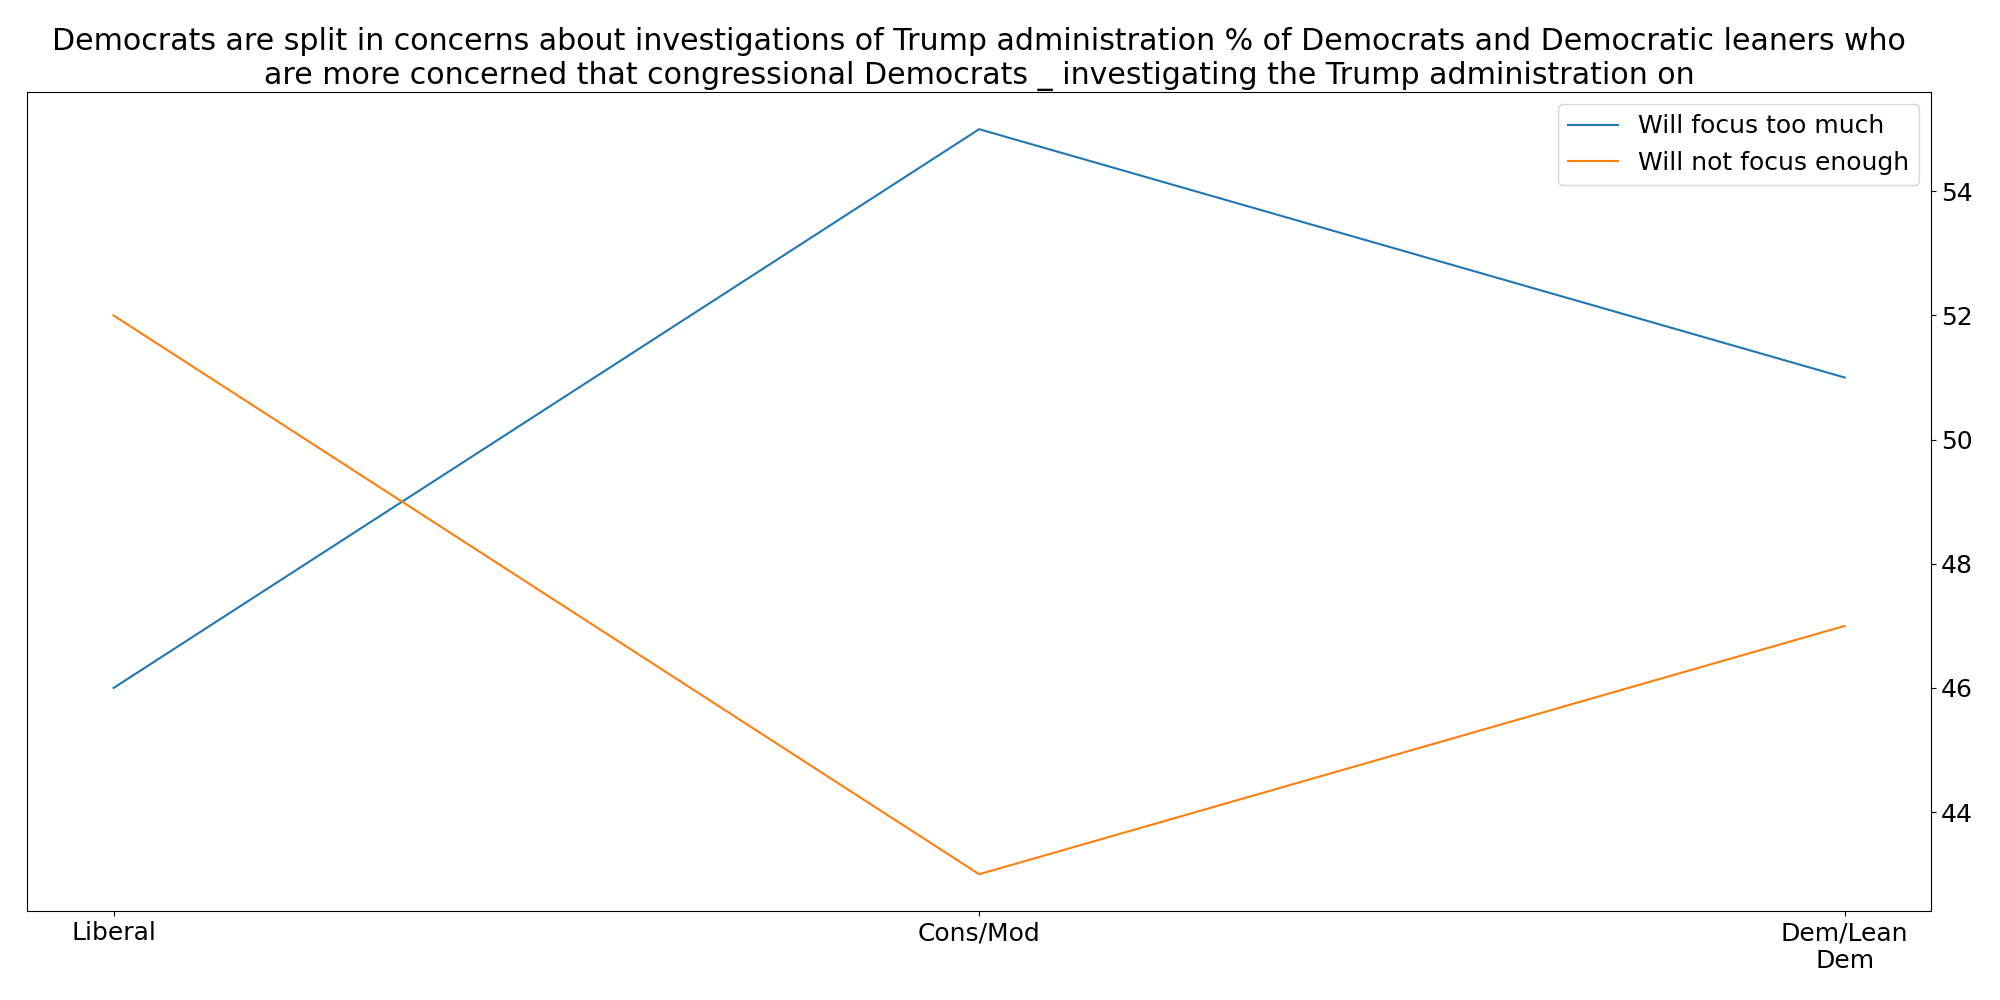 Democrats are split in concerns about investigations of Trump administration % of Democrats and Democratic leaners who
are more concerned that congressional Democrats _ investigating the Trump administration on
Will focus too much
Will not focus enough
54
52
50
48
46
44
Liberal
Cons/Mod
Dem/Lean
Dem